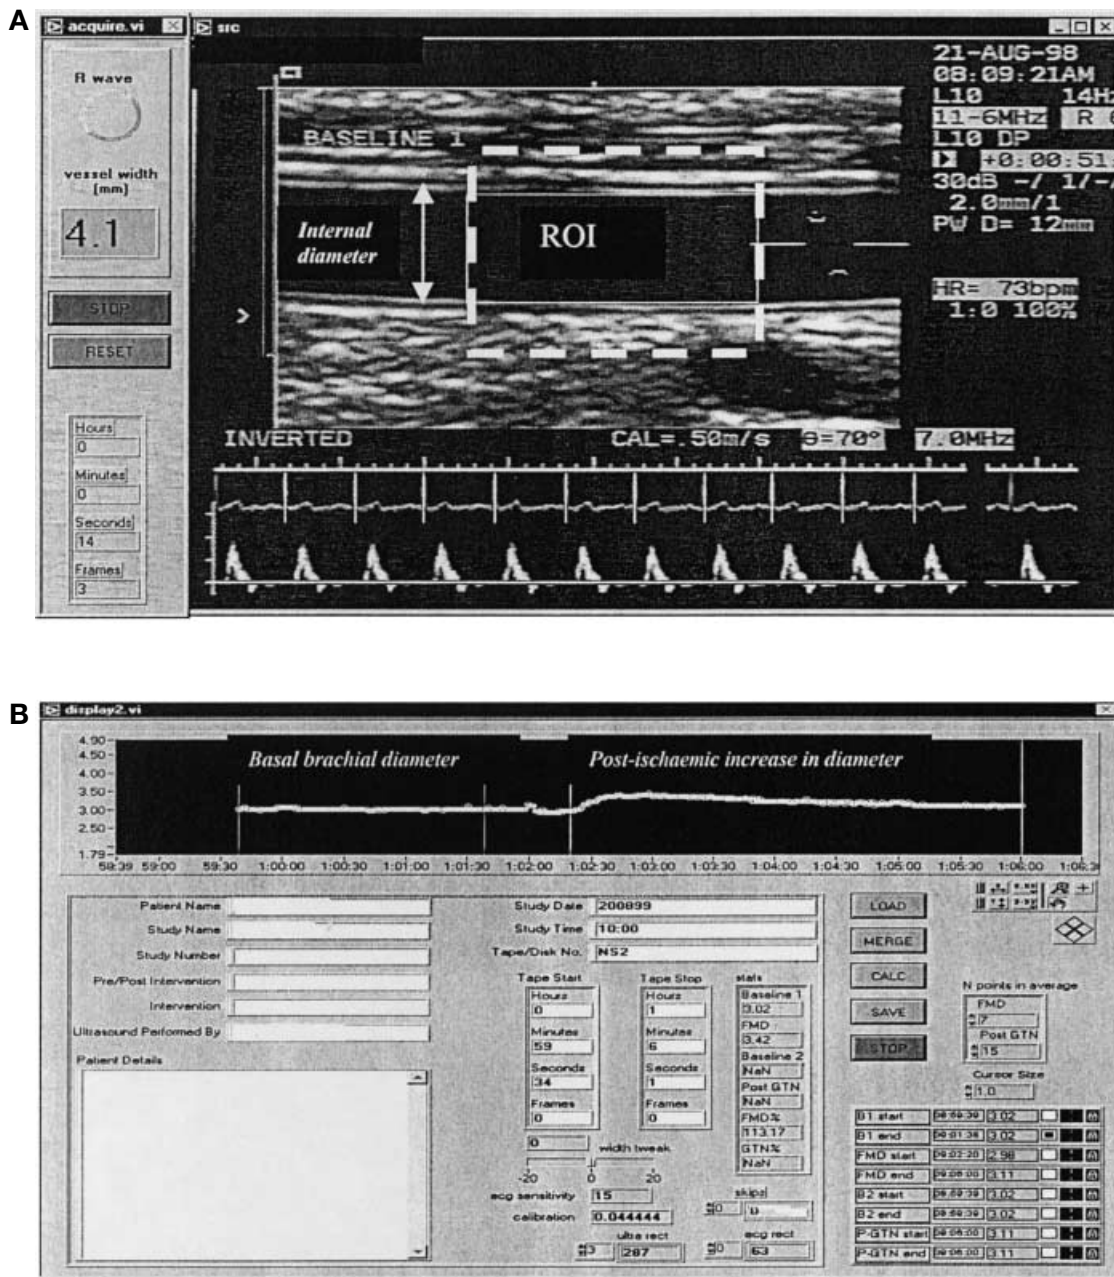 A
acquire.vi
src
R wave
vessel width
[mm]
4.1
STOP
RESET
Hours
0
Minutes
0
Seconds
14
Frames
3
BASELINE 1
Internal
diameter
ROI
21-AUG-98
08:09:21AM
L10 14Hz
11-6MHz R
L10 DP
+0:00:51
30dB -/ 1/-/
2.0mm/1
PW D= 12mm
HR= 73bpm
1:0 100%
INVERTED CAL=.50m/s θ=70° 7.0MHz
B
display2.vi
4.90
4.50
4.00
3.50
3.00
2.50
1.79
Basal brachial diameter
Post-ischaemic increase in diameter
58:39 59:00 59:30 1:00:00 1:00:30 1:01:00 1:01:30 1:02:00 1:02:30 1:03:00 1:03:30 1:04:00 1:04:30 1:05:00 1:05:30 1:06:00
Patient Name
Study Name
Study Number
Pre/Post Intervention
Intervention
Ultrasound Performed By
Patient Details
Study Date 200899
Study Time 10:00
Tape/Disk No. NS2
Tape Start
Hours
0
Minutes
59
Seconds
34
Frames
0
Tape Stop
Hours
1
Minutes
6
Seconds
1
Frames
0
stats
Baseline 1
3.02
FMD
3.42
Baseline 2
NaN
Post GTN
NaN
FMD%
113.17
GTN%
NaN
0
width tweak
-20 0 20
ecg sensitivity 15
calibration 0.044444
skips
0
ultra rect
3 287
ecg rect
0 63
LOAD
MERGE
CALC
SAVE
STOP
N points in average
FMD
7
Post GTN
15
Cursor Size
1.0
B1 start 3.02
B1 end 3.02
FMD start 2.98
FMD end 3.11
B2 start 3.02
B2 end 3.02
P-GTN start 3.11
P-GTN end 3.11